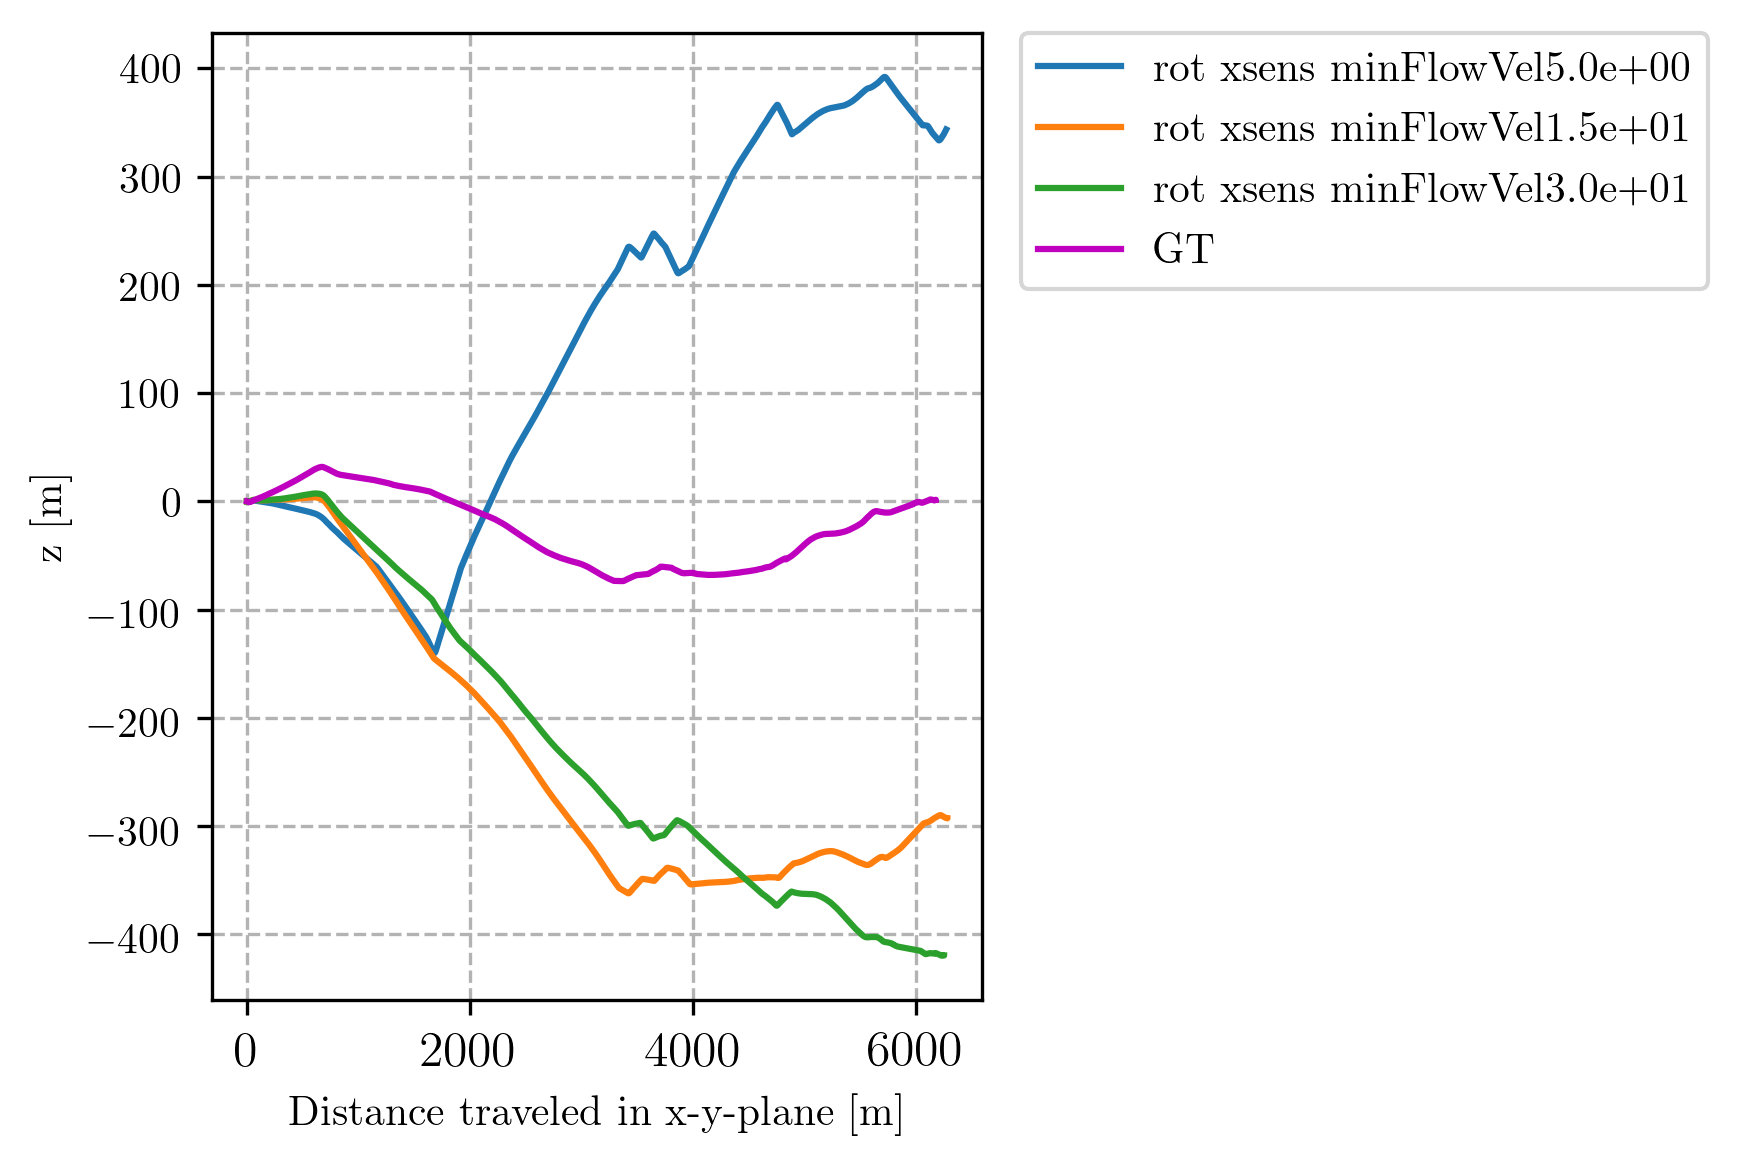 400
300
200
100
0
−100
−200
−300
−400
z [m]
0
2000
4000
6000
Distance traveled in x-y-plane [m]
rot xsens minFlowVel5.0e+00
rot xsens minFlowVel1.5e+01
rot xsens minFlowVel3.0e+01
GT